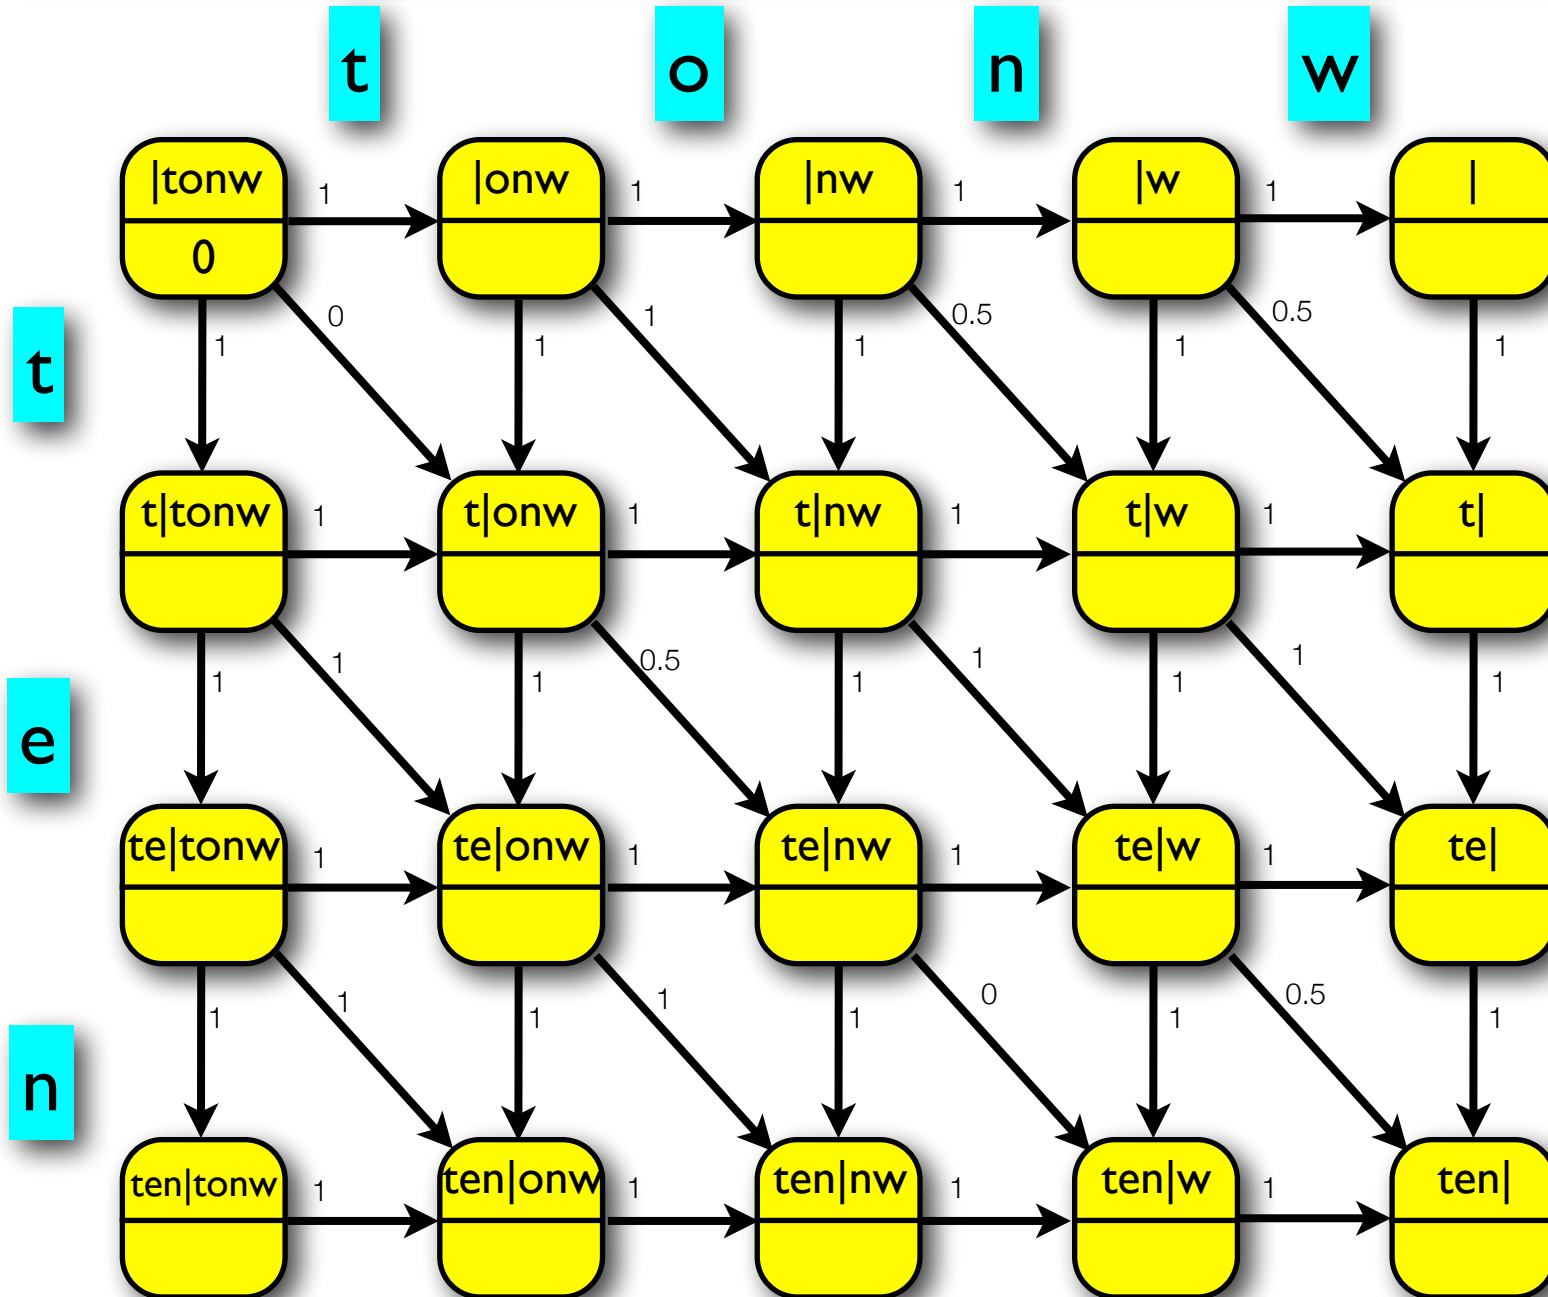 t o n w
|tonw 1 |onw 1 |nw 1 |w 1 |
0
0 1 0.5 0.5
t 1 1 1 1 1
t|tonw 1 t|onw 1 t|nw 1 t|w 1 t|
1 0.5 1 1
e 1 1 1 1 1
te|tonw 1 te|onw 1 te|nw 1 te|w 1 te|
1 1 0 0.5
n 1 1 1 1 1
ten|tonw 1 ten|onw 1 ten|nw 1 ten|w 1 ten|